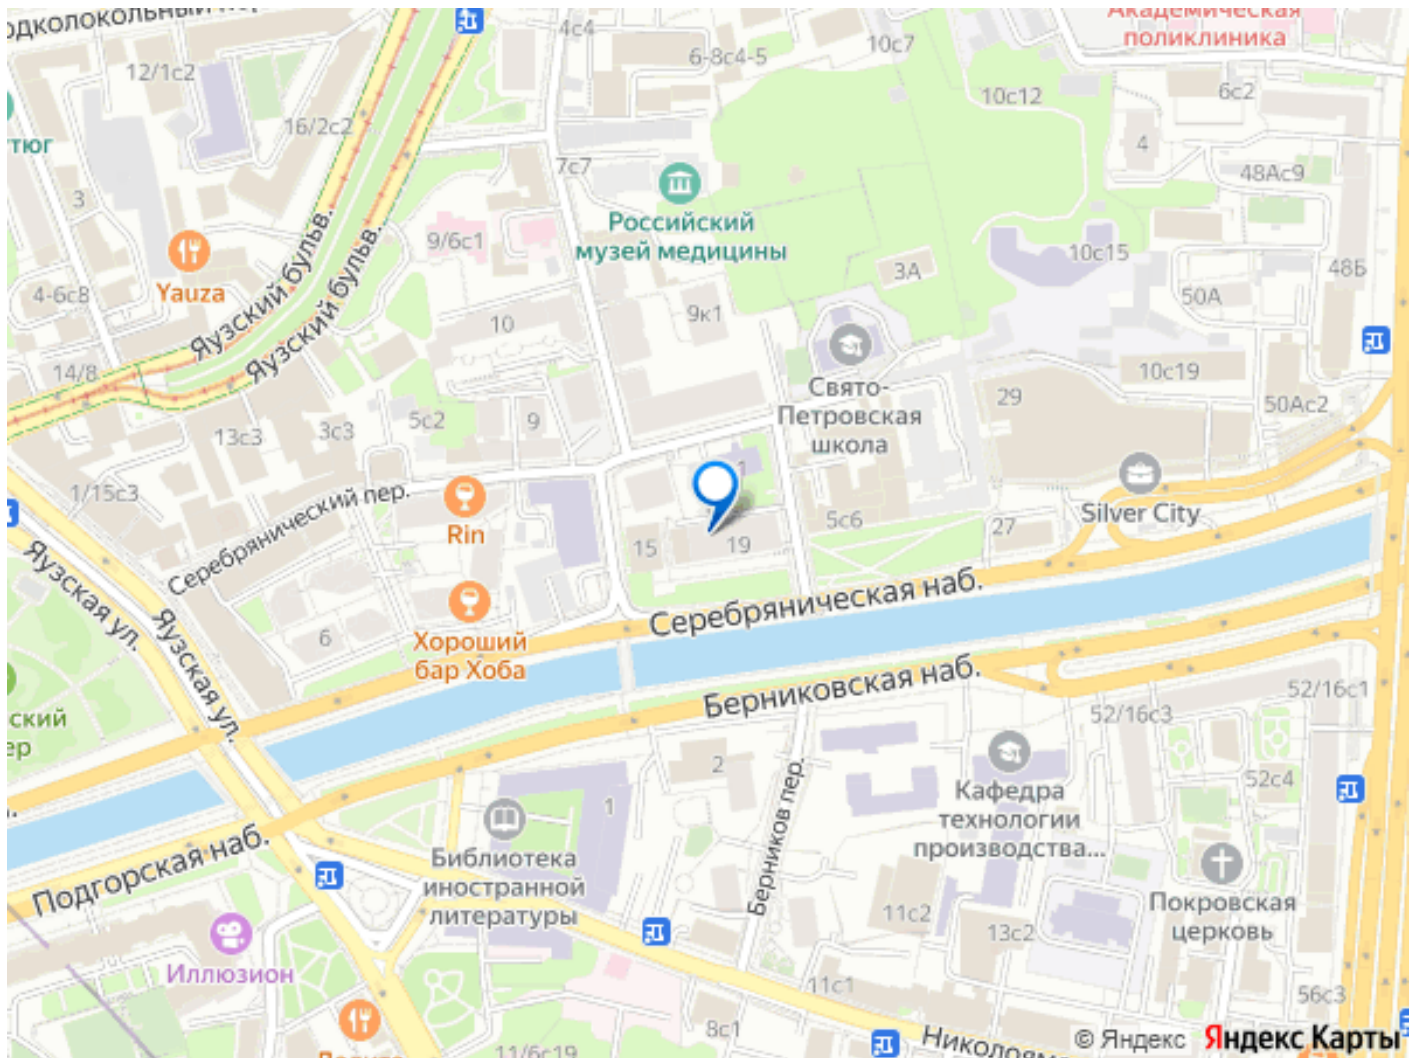 4с4
10с7
Академическая
поликлиника
6-8с4-5
12/1с2
6с2
10с12
16/2с2
4
7с7
48Ас9
3
Российский
музей медицины
9/6с1
Яузский бульв.
Яузский бульв.
10с15
48Б
3А
Yauza
4-6с8
50А
9к1
10
14/8
10с19
Свято-
Петровская
школа
29
50Ас2
5с2
9
3с3
13с3
1
1/15с3
Серебрянический пер.
Silver City
Rin
5с6
27
15
19
Яузская ул.
Яузская ул.
Серебряническая наб.
6
Хороший
бар Хоба
Берниковская наб.
52/16с1
52/16с3
2
52с4
Берников пер.
Кафедра
технологии
производства...
1
Подгорская наб.
Библиотека
иностранной
литературы
Покровская
церковь
11с2
13с2
Иллюзион
11с1
56с3
8с1
11/6с19
© Яндекс Яндекс Карты